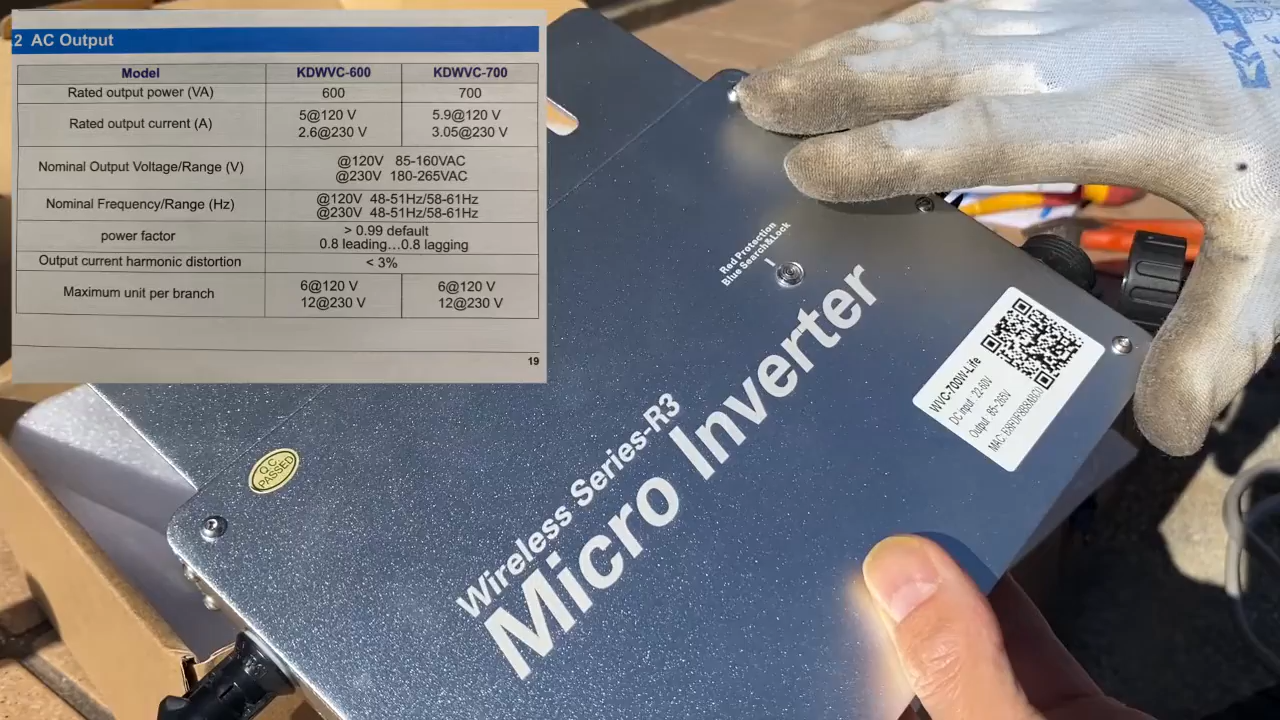 .2 AC Output
Model KDWVC-600 KDWVC-700
Rated output power (VA) 600 700
Rated output current (A) 5@120 V 5.9@120 V
2.6@230 V 3.05@230 V
Nominal Output Voltage/Range (V) @120V 85-160VAC
@230V 180-265VAC
Nominal Frequency/Range (Hz) @120V 48-51Hz/58-61Hz
@230V 48-51Hz/58-61Hz
power factor > 0.99 default
0.8 leading…0.8 lagging
Output current harmonic distortion < 3%
Maximum unit per branch 6@120 V 6@120 V
12@230 V 12@230 V
19
Red Protection
Blue Search&Lock
Wireless Series-R3
Micro Inverter
WVC-700W-Life
DC input : 22-60V
Output : 85~265V
MAC:
Q.C
PASSED